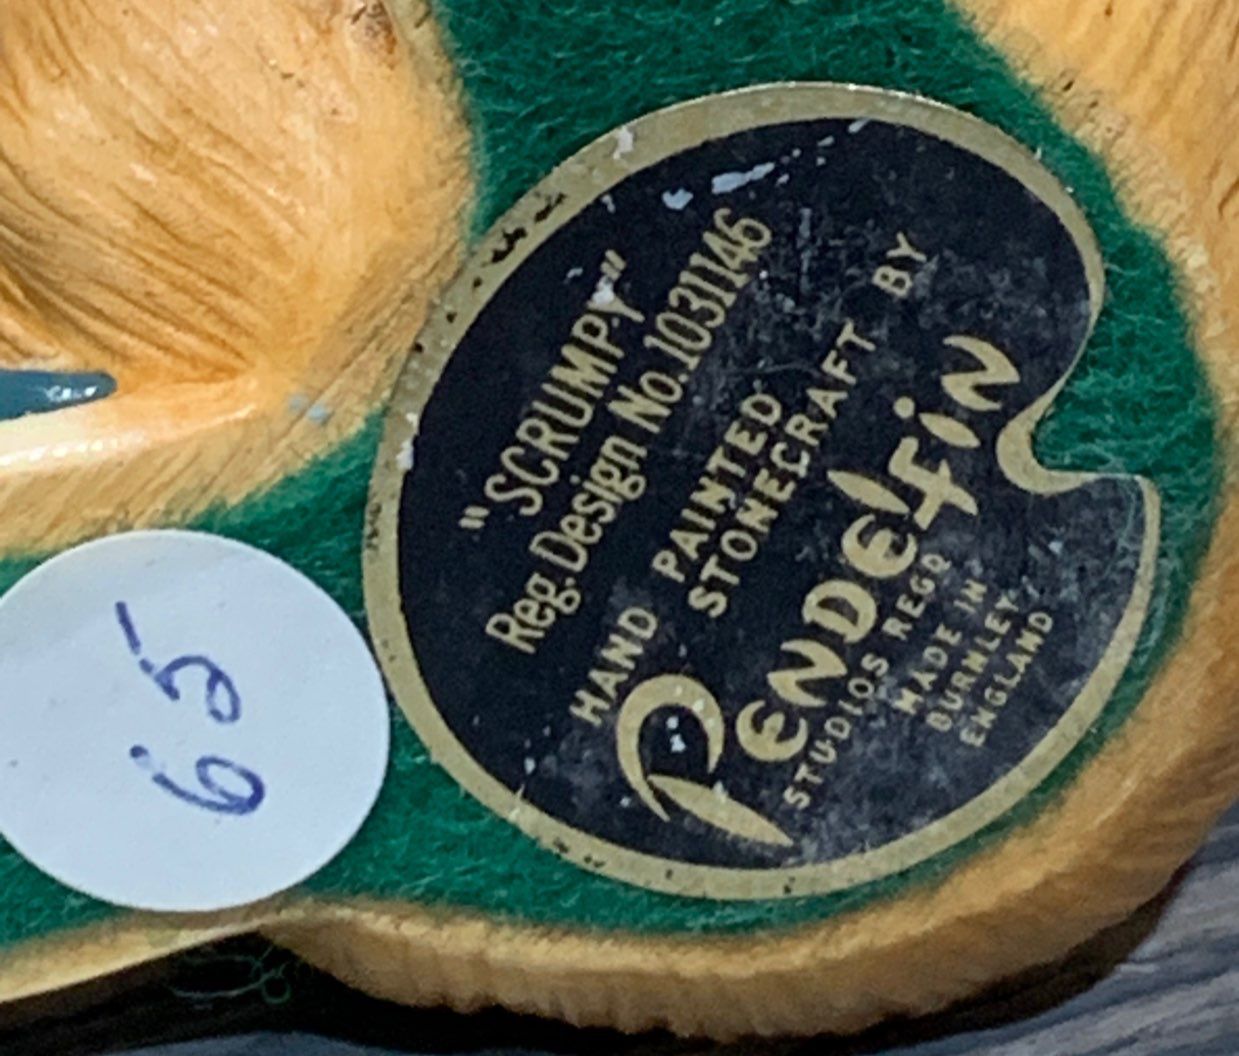 "SCRUMPY"
Reg. Design No. 1031146
HAND PAINTED
STONECRAFT BY
PENDELFIN
STUDIOS REGD
MADE IN
BURNLEY,
ENGLAND
65